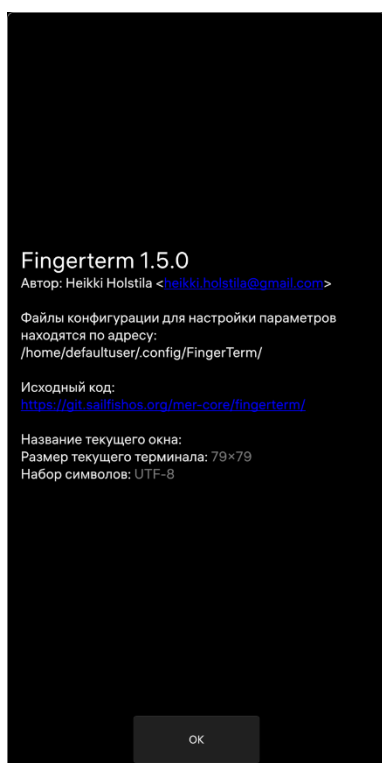 Fingerterm 1.5.0
Автор: Heikki Holstila <heikki.holstila@gmail.com>
Файлы конфигурации для настройки параметров
находятся по адресу:
/home/defaultuser/.config/FingerTerm/
Исходный код:
https://git.sailfishos.org/mer-core/fingerterm/
Название текущего окна:
Размер текущего терминала: 79×79
Набор символов: UTF-8
ОК